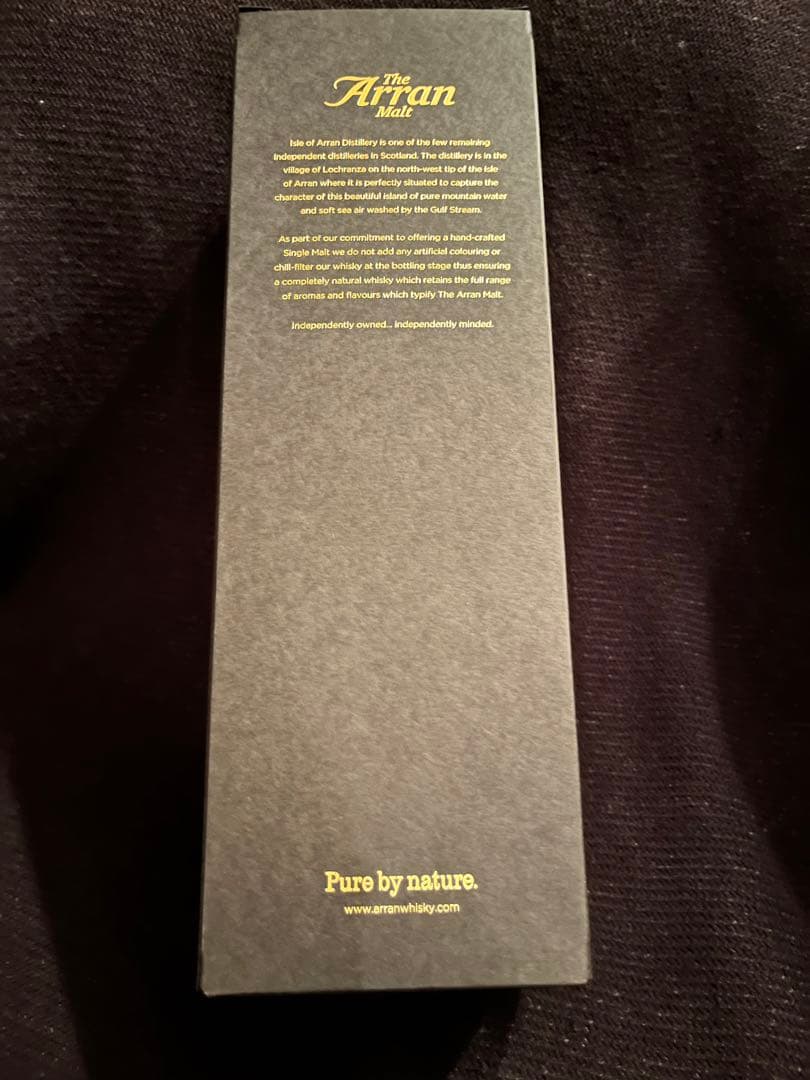 The
Arran
Malt
Isle of Arran Distillery is one of the few remaining
independent distilleries in Scotland. The distillery is in the
village of Lochranza on the north-west tip of the Isle
of Arran where it is perfectly situated to capture the
character of this beautiful island of pure mountain water
and soft sea air washed by the Gulf Stream.
As part of our commitment to offering a hand-crafted
Single Malt we do not add any artificial colouring or
chill-filter our whisky at the bottling stage thus ensuring
a completely natural whisky which retains the full range
of aromas and flavours which typify The Arran Malt.
Independently owned... independently minded.
Pure by nature.
www.arranwhisky.com